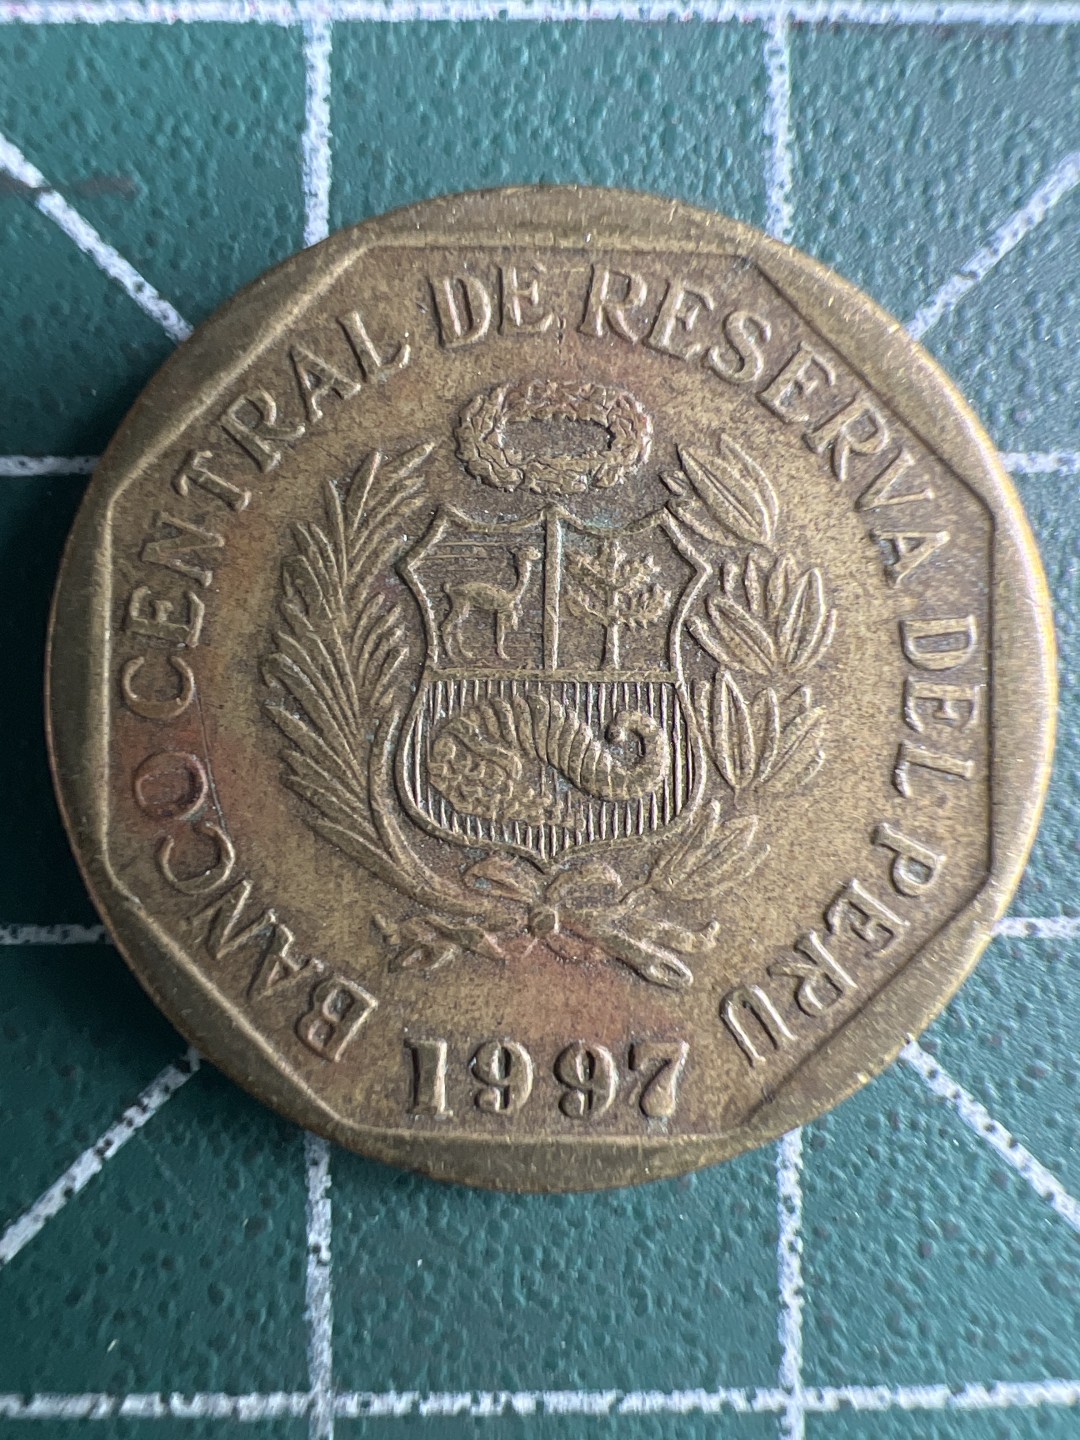 BANCO CENTRAL DE RESERVA DEL PERU
1997